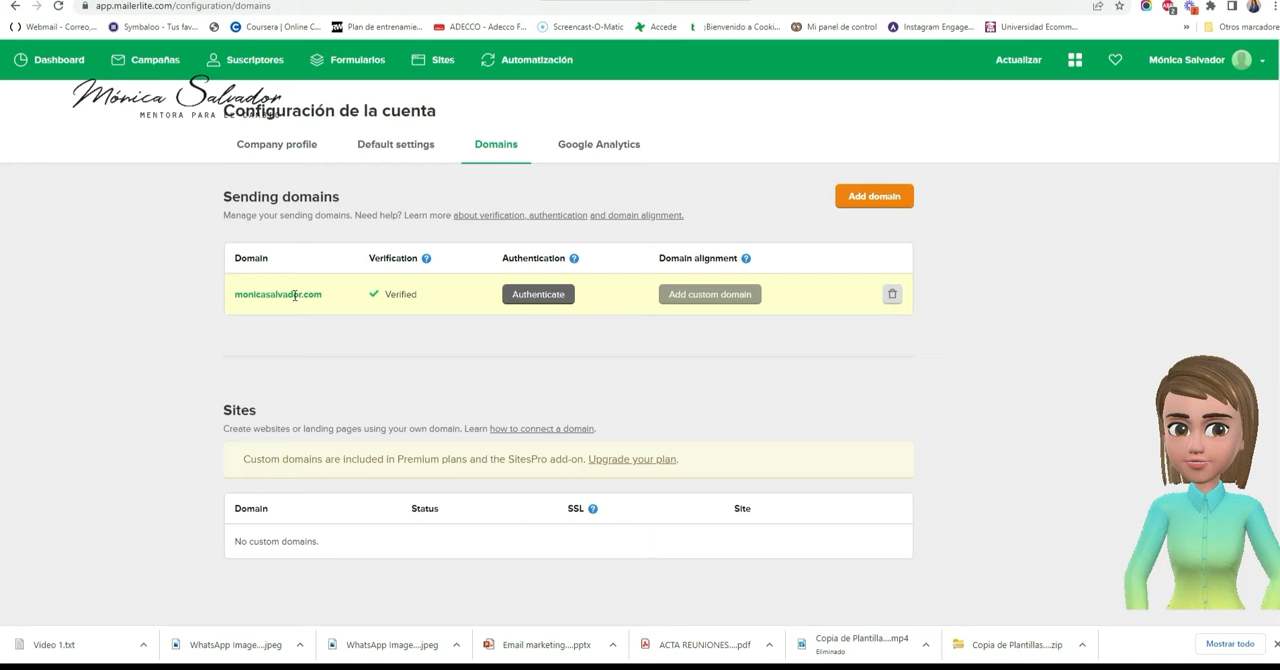 app.mailerlite.com/configuration/domains
Webmail - Correo,...
Symbaloo - Tus fav...
Coursera | Online C...
Plan de entrenamie...
ADECCO - Adecco F...
Screencast-O-Matic
Accede
¡Bienvenido a Cooki...
Mi panel de control
Instagram Engage...
Universidad Ecomm...
»
Otros marcadores
Dashboard
Campañas
Suscriptores
Formularios
Sites
Automatización
Actualizar
Mónica Salvador
Mónica Salvador
MENTORA PARA EL
Configuración de la cuenta
Company profile
Default settings
Domains
Google Analytics
Sending domains
Add domain
Manage your sending domains. Need help? Learn more about verification, authentication and domain alignment.
Domain
Verification ?
Authentication ?
Domain alignment ?
monicasalvador.com
Verified
Authenticate
Add custom domain
Sites
Create websites or landing pages using your own domain. Learn how to connect a domain.
Custom domains are included in Premium plans and the SitesPro add-on. Upgrade your plan.
Domain
Status
SSL ?
Site
No custom domains.
Video 1.txt
WhatsApp Image....jpeg
WhatsApp Image....jpeg
Email marketing....pptx
ACTA REUNIONES....pdf
Copia de Plantilla....mp4
Eliminado
Copia de Plantillas....zip
Mostrar todo